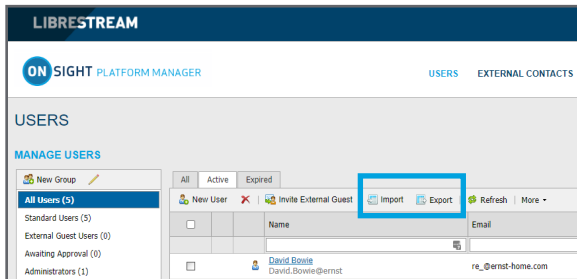 LIBRESTREAM
ONSIGHT PLATFORM MANAGER
USERS EXTERNAL CONTACTS
USERS
MANAGE USERS
New Group
All Users (5)
Standard Users (5)
External Guest Users (0)
Awaiting Approval (0)
Administrators (1)
All Active Expired
New User Invite External Guest Import Export Refresh More
Name Email
David Bowie
David.Bowie@ernst
re_@ernst-home.com